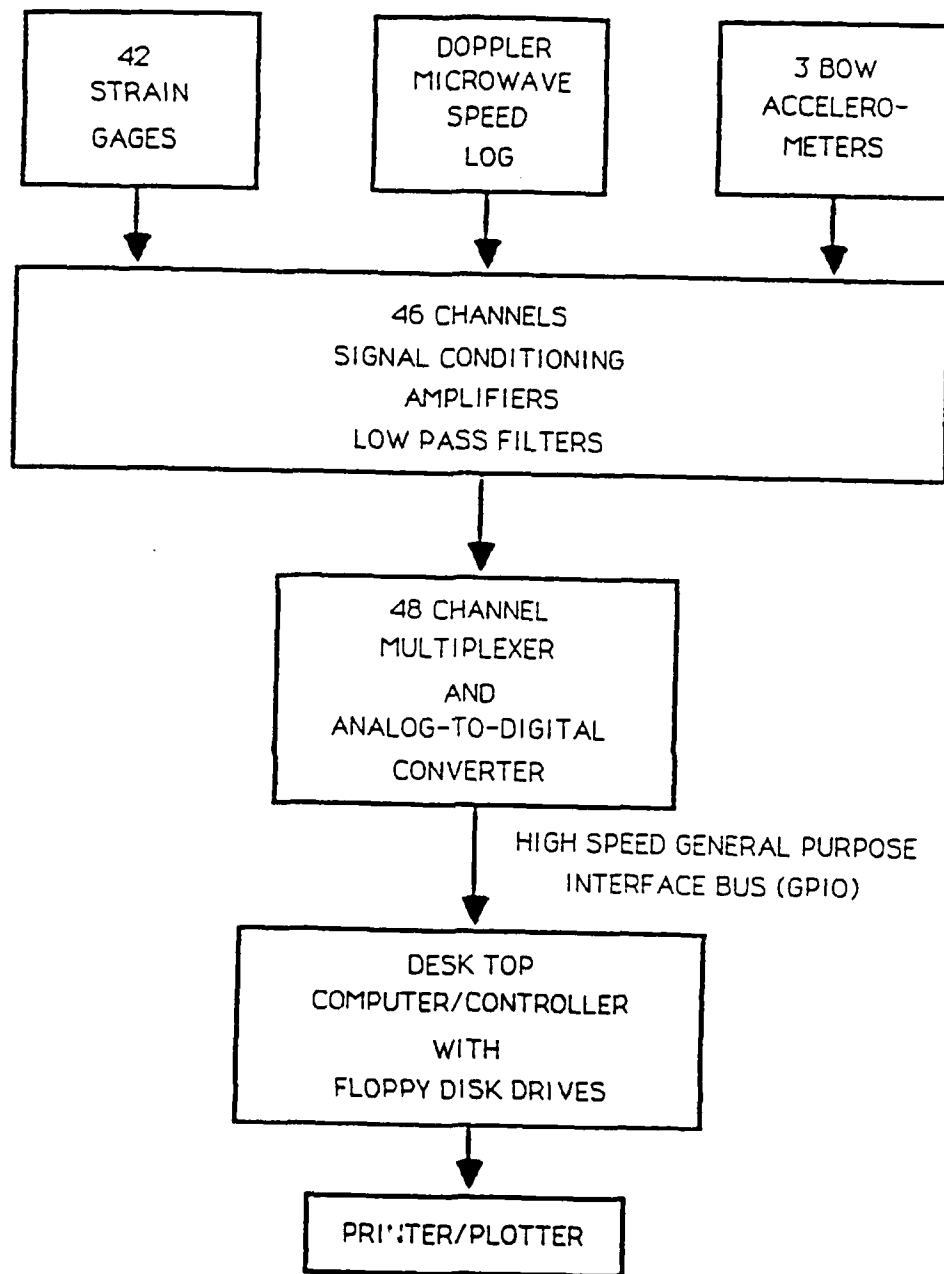 42
STRAIN
GAGES
DOPPLER
MICROWAVE
SPEED
LOG
3 BOW
ACCELERO-
METERS
46 CHANNELS
SIGNAL CONDITIONING
AMPLIFIERS
LOW PASS FILTERS
48 CHANNEL
MULTIPLEXER
AND
ANALOG-TO-DIGITAL
CONVERTER
HIGH SPEED GENERAL PURPOSE
INTERFACE BUS (GPIO)
DESK TOP
COMPUTER/CONTROLLER
WITH
FLOPPY DISK DRIVES
PRINTER/PLOTTER